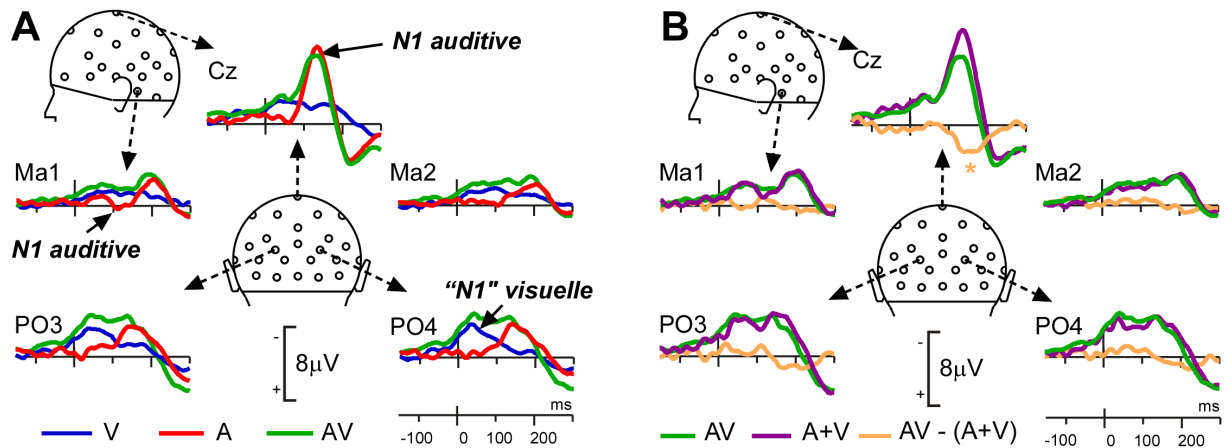 A
N1 auditive
Cz
Ma1
Ma2
N1 auditive
"N1" visuelle
PO3
PO4
-
8µV
+
ms
-100 0 100 200
V A AV
B
Cz
Ma1
Ma2
*
PO3
PO4
-
8µV
+
ms
-100 0 100 200
AV A+V AV - (A+V)